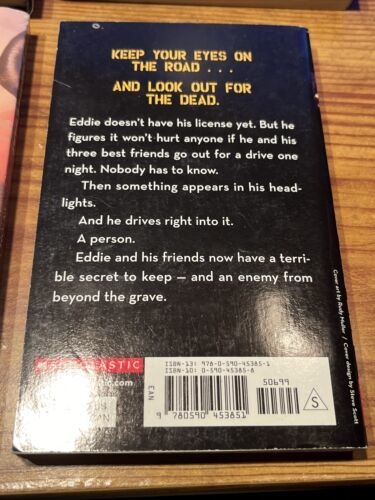 KEEP YOUR EYES ON
THE ROAD . . .
AND LOOK OUT FOR
THE DEAD.
Eddie doesn't have his license yet. But he
figures it won't hurt anyone if he and his
three best friends go out for a drive one
night. Nobody has to know.
Then something appears in his head-
lights.
And he drives right into it.
A person.
Eddie and his friends now have a terri-
ble secret to keep — and an enemy from
beyond the grave.
Cover art by Rudy Muller / Cover design by Steve Scott
ISBN-13: 978-0-590-45385-1
ISBN-10: 0-590-45385-8
50699
EAN
9 780590 453851
S